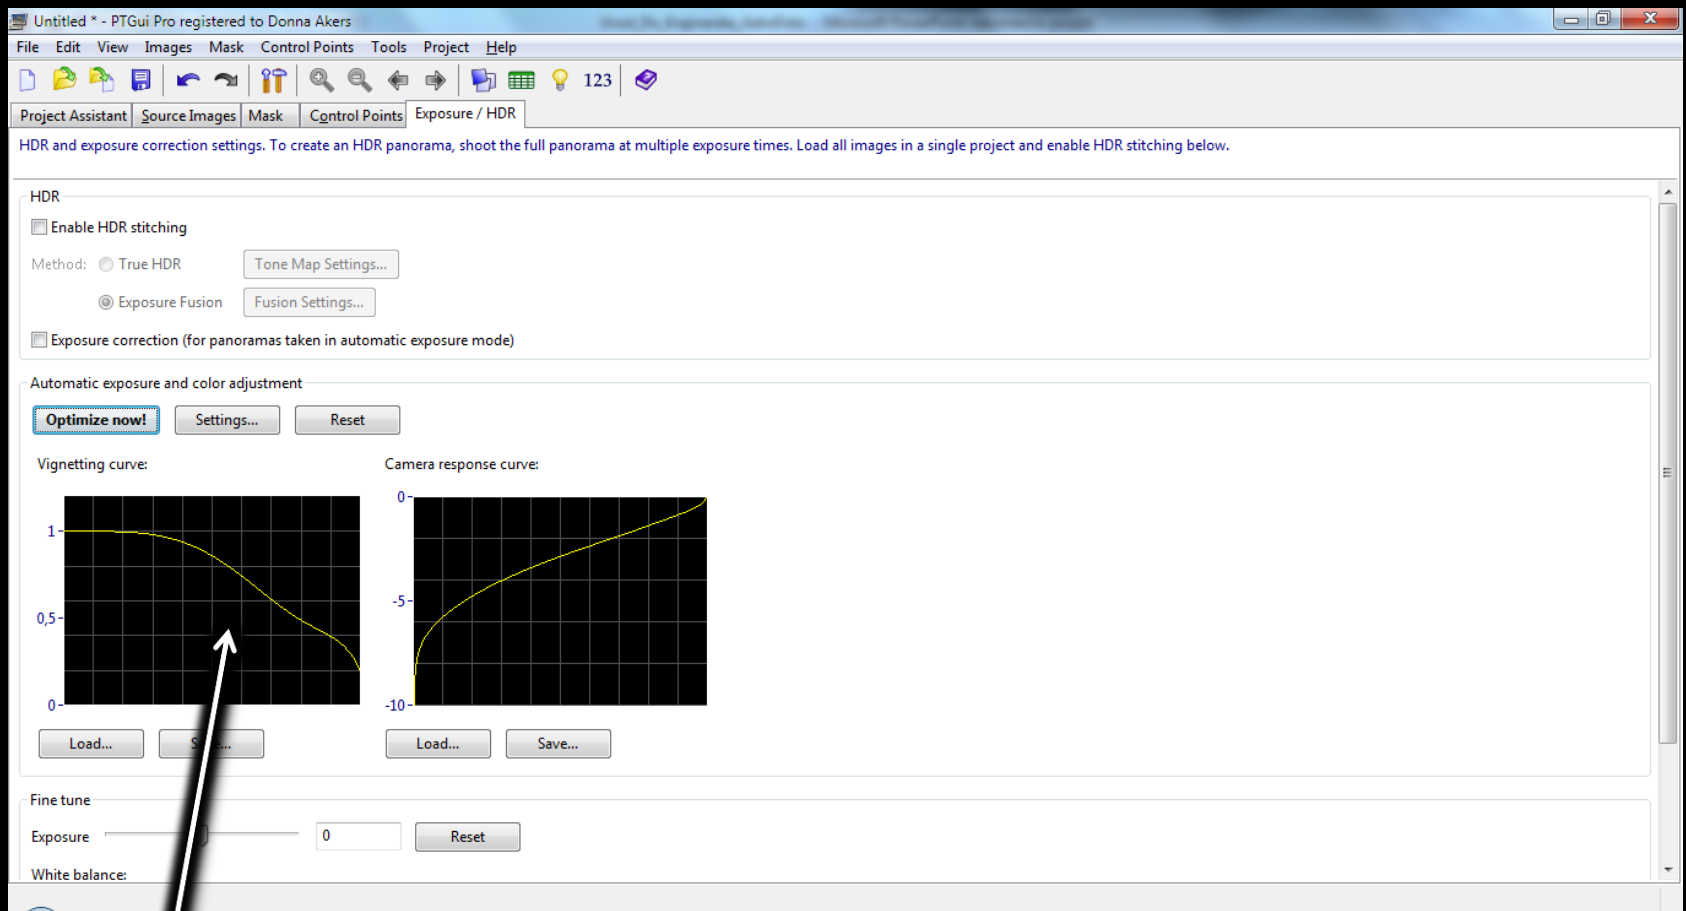 Untitled * - PTGui Pro registered to Donna Akers
File Edit View Images Mask Control Points Tools Project Help
123
Project Assistant Source Images Mask Control Points Exposure / HDR
HDR and exposure correction settings. To create an HDR panorama, shoot the full panorama at multiple exposure times. Load all images in a single project and enable HDR stitching below.
HDR
Enable HDR stitching
Method: True HDR Tone Map Settings...
Exposure Fusion Fusion Settings...
Exposure correction (for panoramas taken in automatic exposure mode)
Automatic exposure and color adjustment
Optimize now! Settings... Reset
Vignetting curve: Camera response curve:
0
1
-5
0,5
0 -10
Load... Load... Save...
Fine tune
Exposure 0 Reset
White balance: